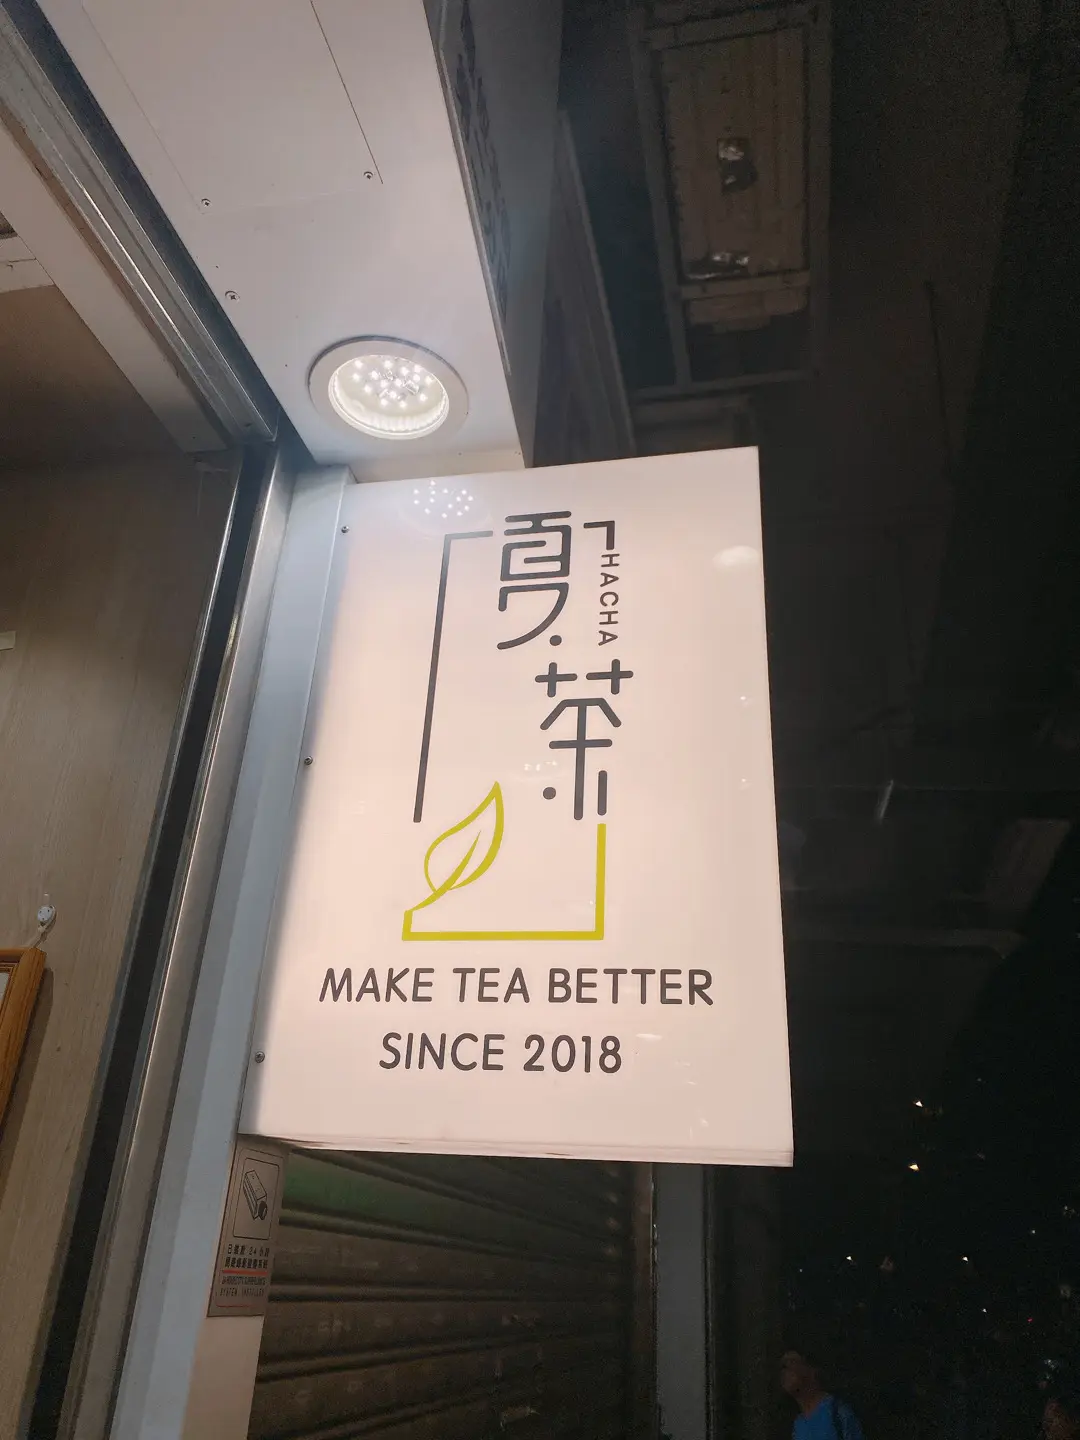 夏茶
HACHA
MAKE TEA BETTER
SINCE 2018